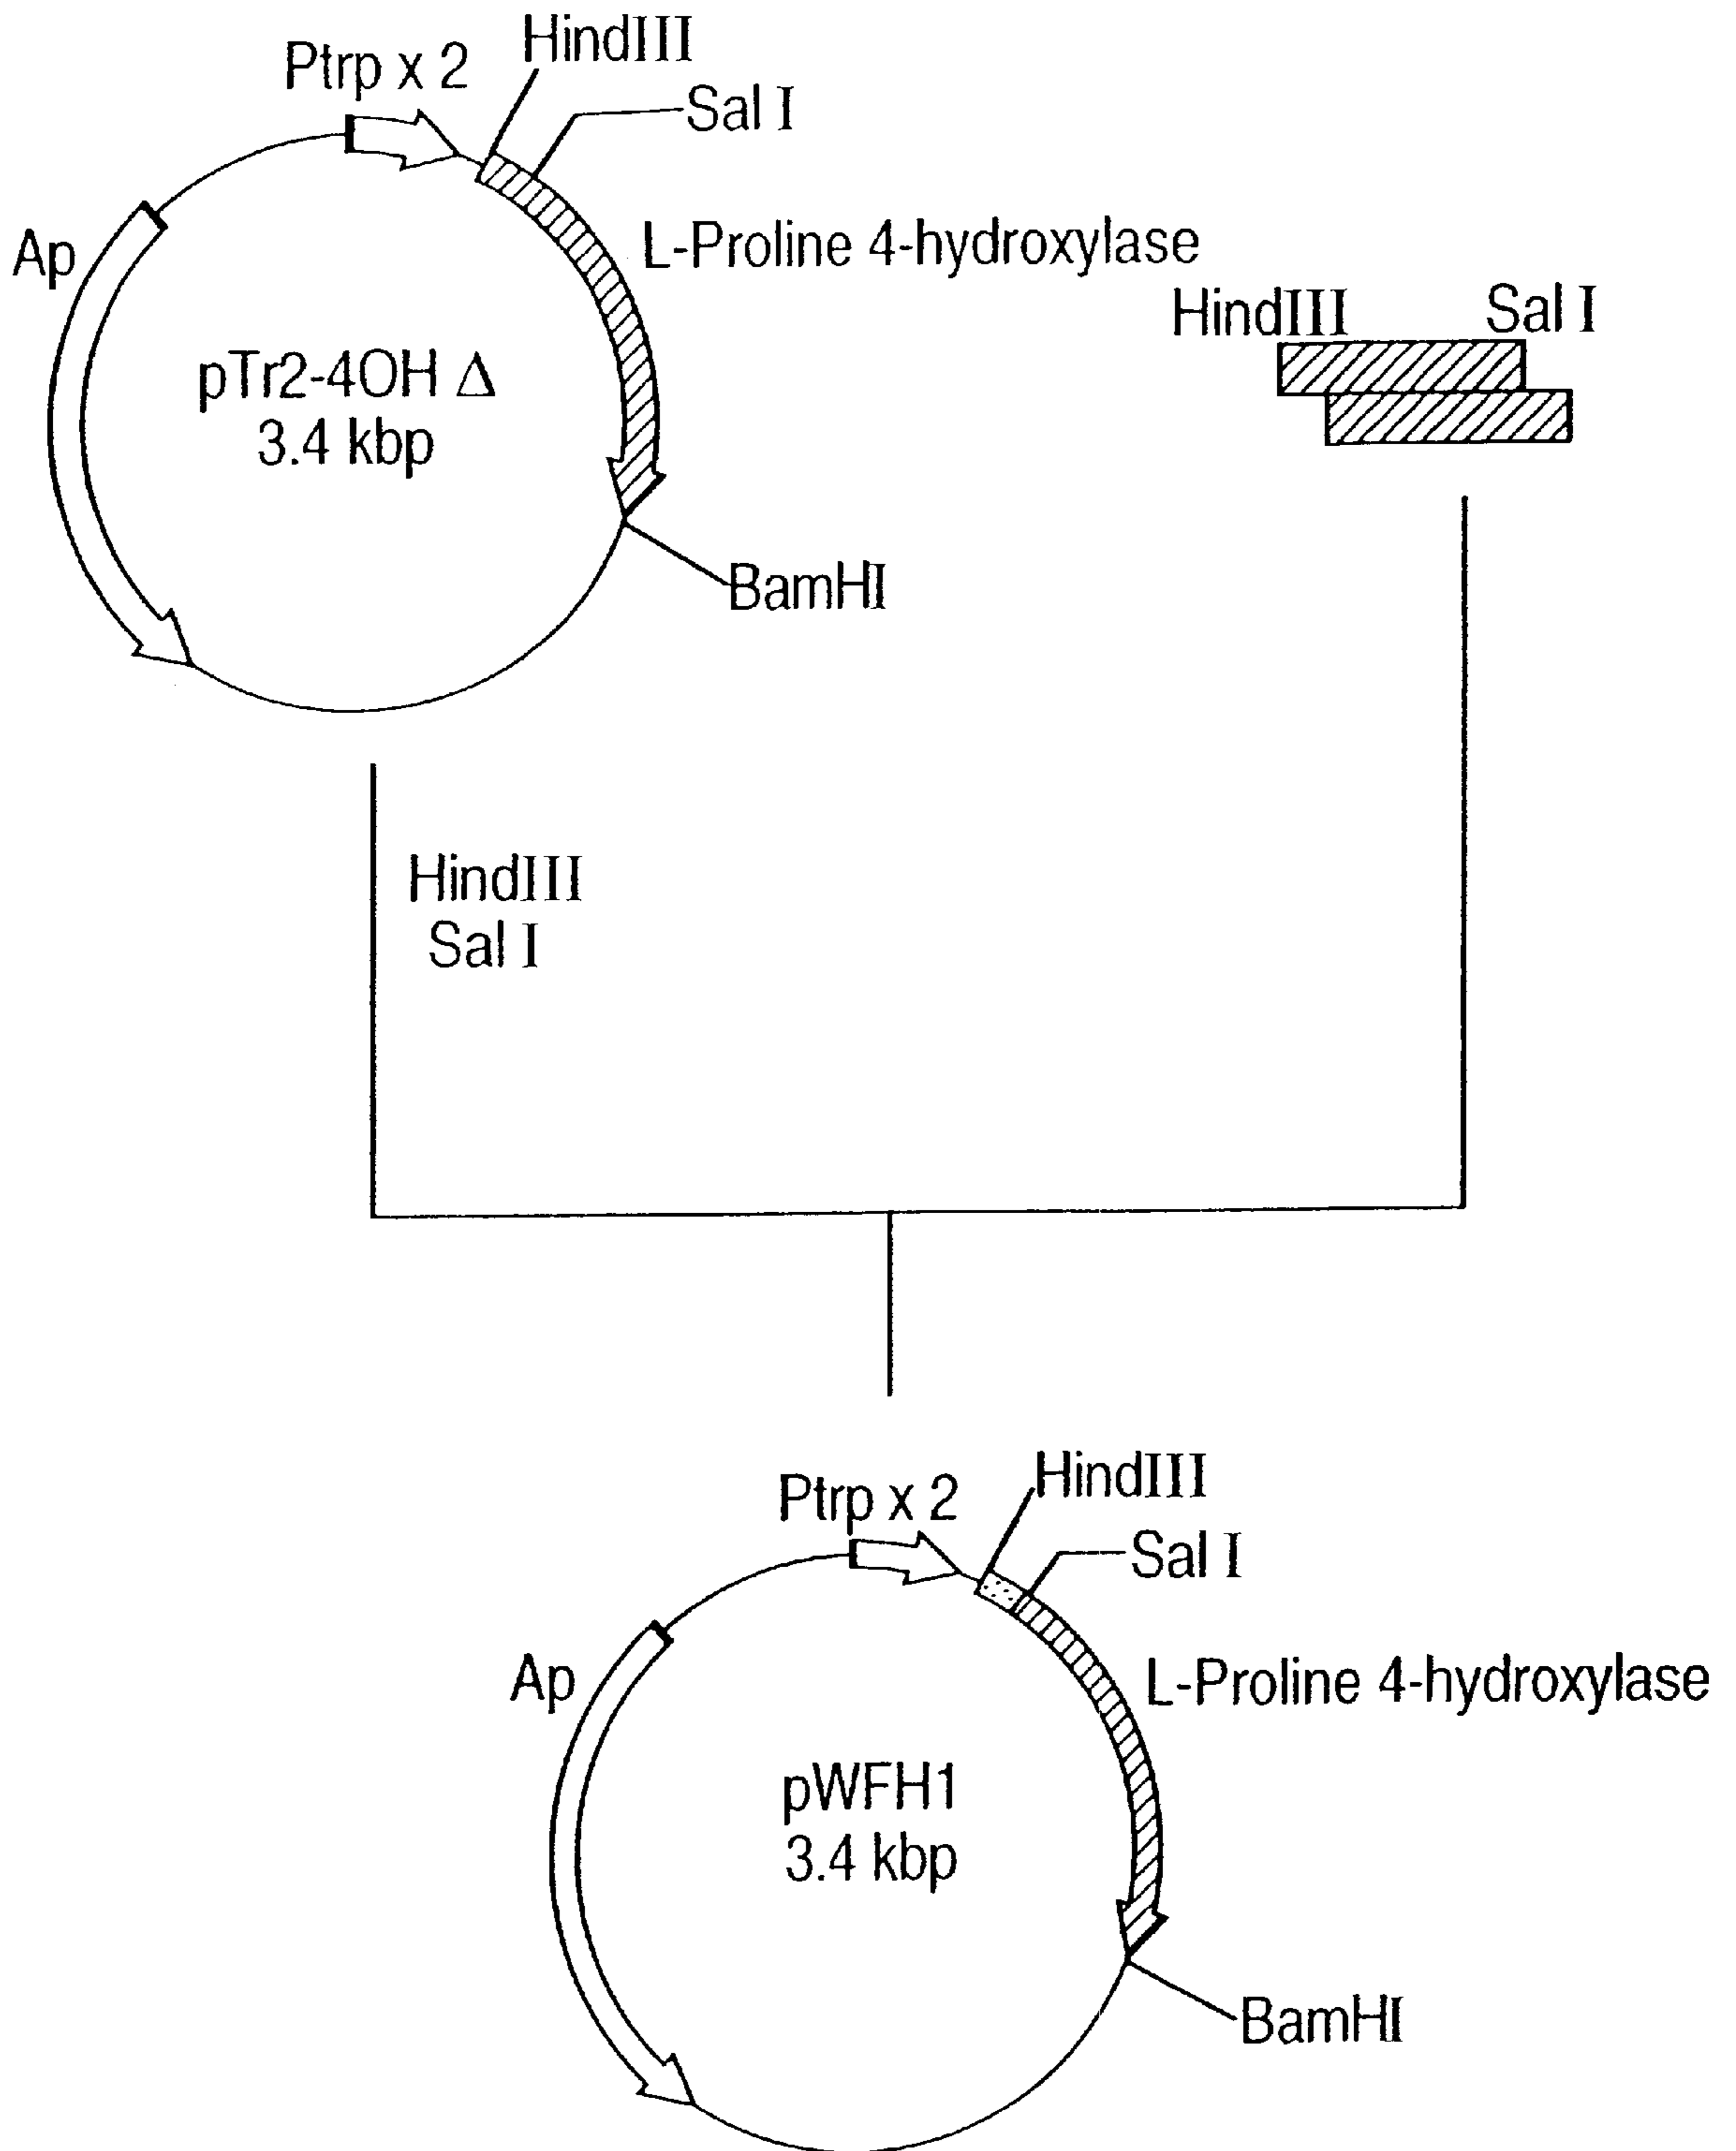 Ptrp x 2
HindIII
Sal I
Ap
L-Proline 4-hydroxylase
pTr2-4OH Δ
3.4 kbp
BamHI
HindIII
Sal I
HindIII
Sal I
Ptrp x 2
HindIII
Sal I
Ap
L-Proline 4-hydroxylase
pWFH1
3.4 kbp
BamHI